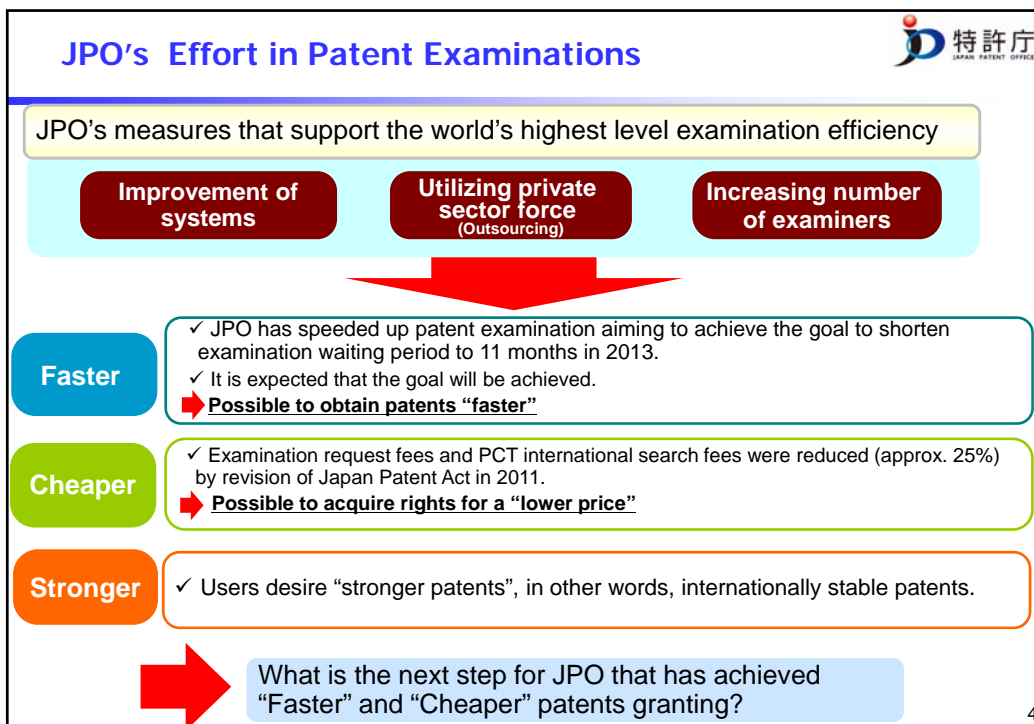 JPO's Effort in Patent Examinations
特許庁
JAPAN PATENT OFFICE
JPO's measures that support the world's highest level examination efficiency
Improvement of
systems
Utilizing private
sector force
(Outsourcing)
Increasing number
of examiners
Faster
✓ JPO has speeded up patent examination aiming to achieve the goal to shorten
examination waiting period to 11 months in 2013.
✓ It is expected that the goal will be achieved.
Possible to obtain patents “faster”
Cheaper
✓ Examination request fees and PCT international search fees were reduced (approx. 25%)
by revision of Japan Patent Act in 2011.
Possible to acquire rights for a “lower price”
Stronger
✓ Users desire “stronger patents”, in other words, internationally stable patents.
What is the next step for JPO that has achieved
“Faster” and “Cheaper” patents granting?
4